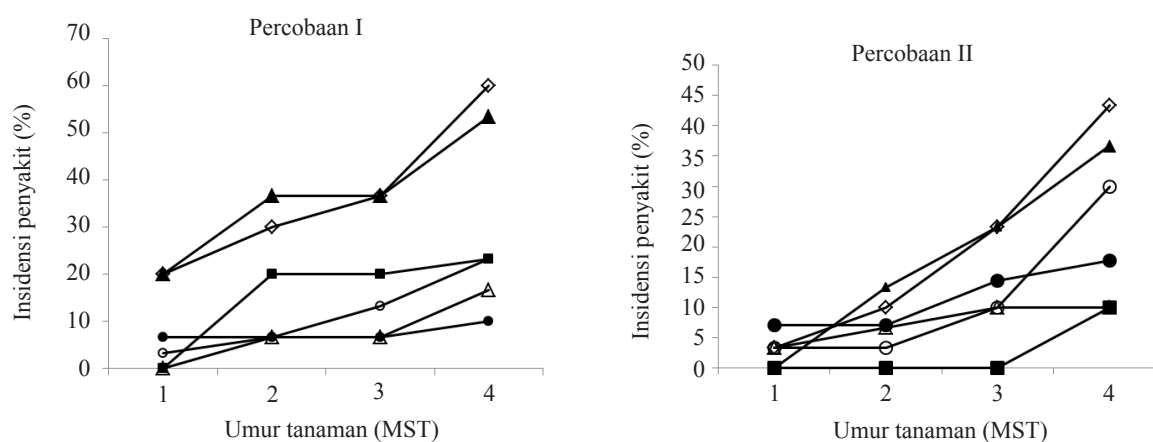 Percobaan I
70
60
50
40
30
20
10
0
Insidensi penyakit (%)
1 2 3 4
Umur tanaman (MST)
Percobaan II
50
45
40
35
30
25
20
15
10
5
0
Insidensi penyakit (%)
1 2 3 4
Umur tanaman (MST)